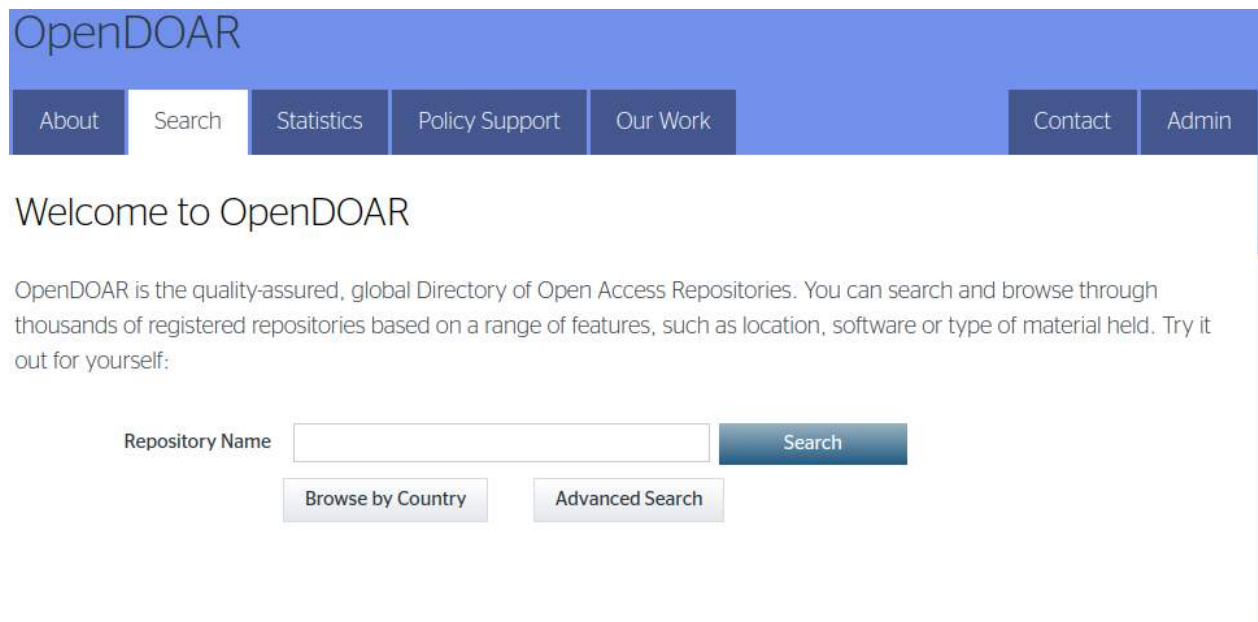 OpenDOAR
About Search Statistics Policy Support Our Work Contact Admin
Welcome to OpenDOAR
OpenDOAR is the quality-assured, global Directory of Open Access Repositories. You can search and browse through
thousands of registered repositories based on a range of features, such as location, software or type of material held. Try it
out for yourself:
Repository Name Search
Browse by Country Advanced Search